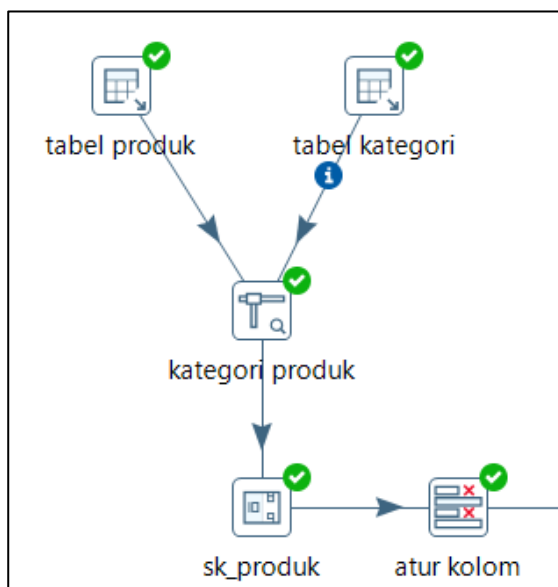 tabel produk
tabel kategori
kategori produk
sk_produk
atur kolom